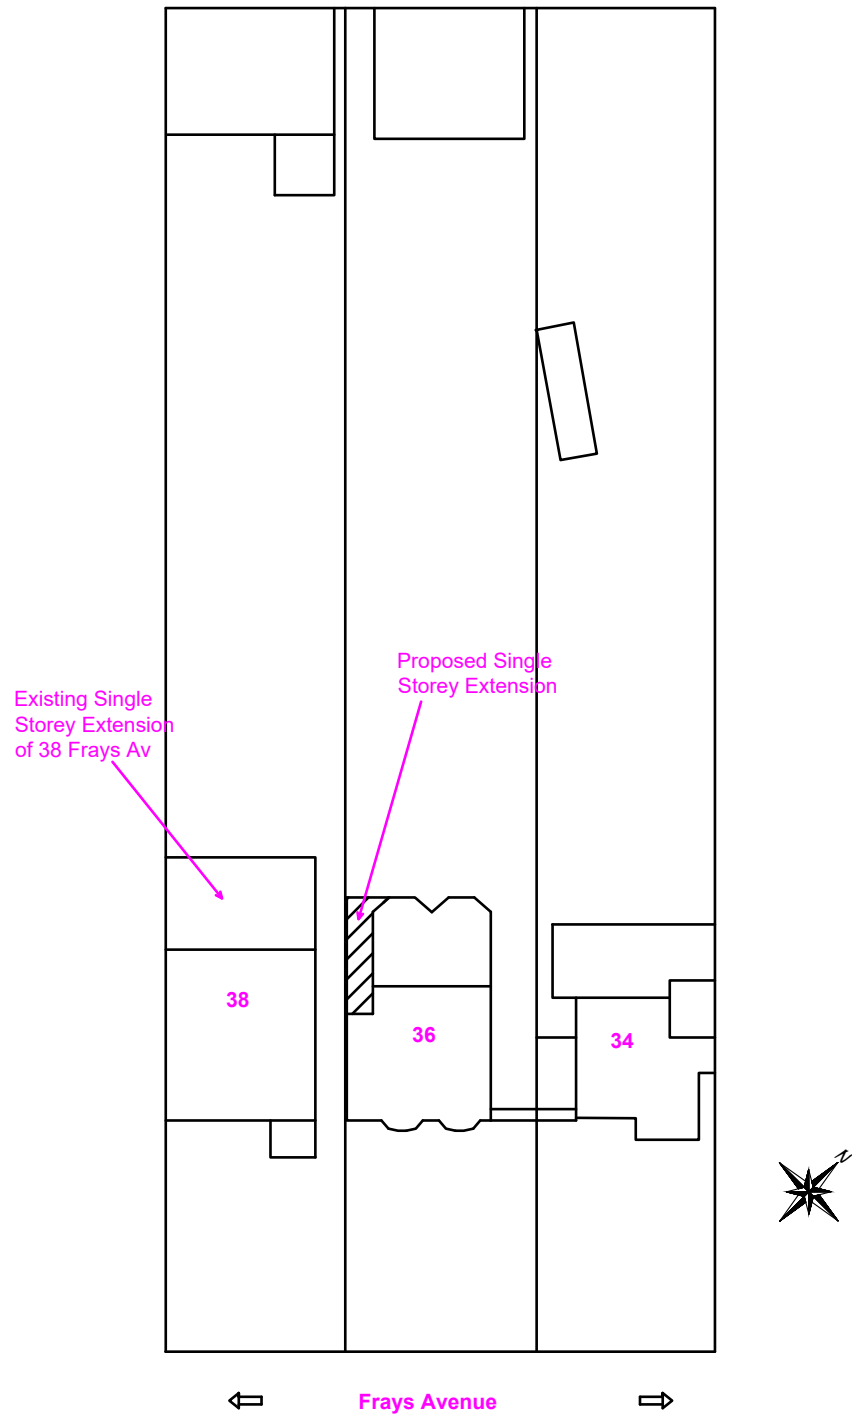 Proposed Single
Storey Extension
Existing Single
Storey Extension
of 38 Frays Av
38
36
34
N
Frays Avenue